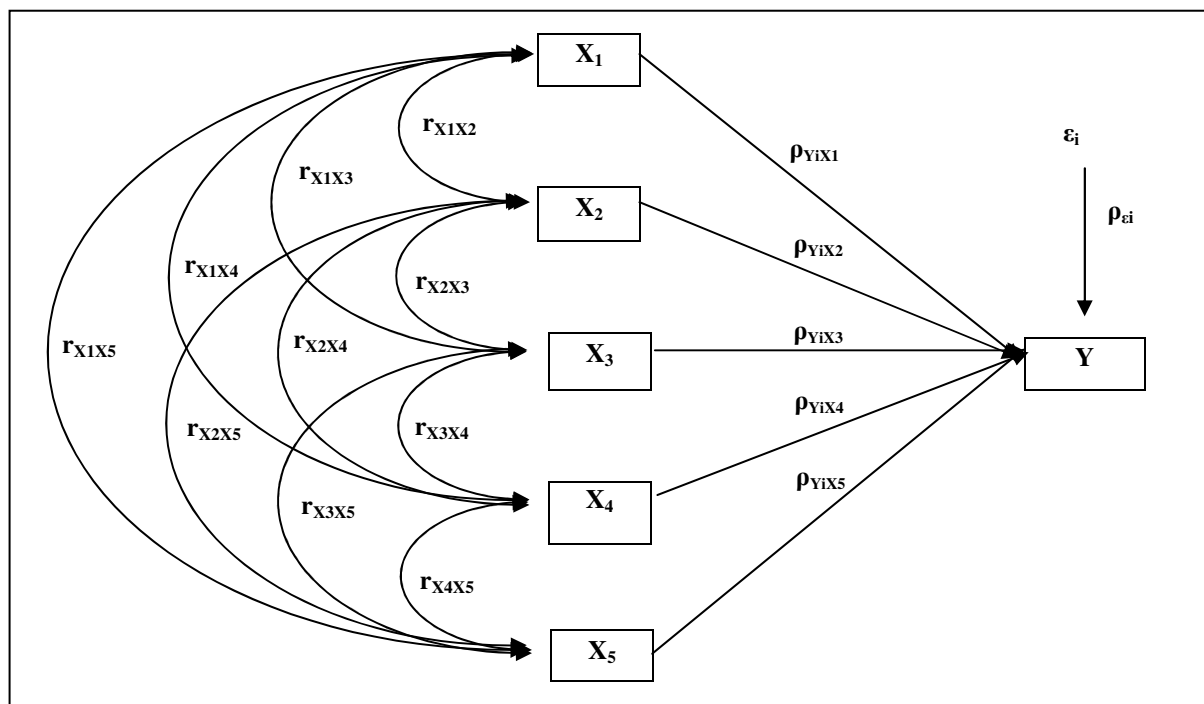 X₁
r_X1X2
ρ_YiX1
ε_i
r_X1X3
X₂
ρ_εi
ρ_YiX2
r_X1X4
r_X2X3
r_X1X5
r_X2X4
X₃
ρ_YiX3
Y
ρ_YiX4
r_X2X5
r_X3X4
ρ_YiX5
r_X3X5
X₄
r_X4X5
X₅